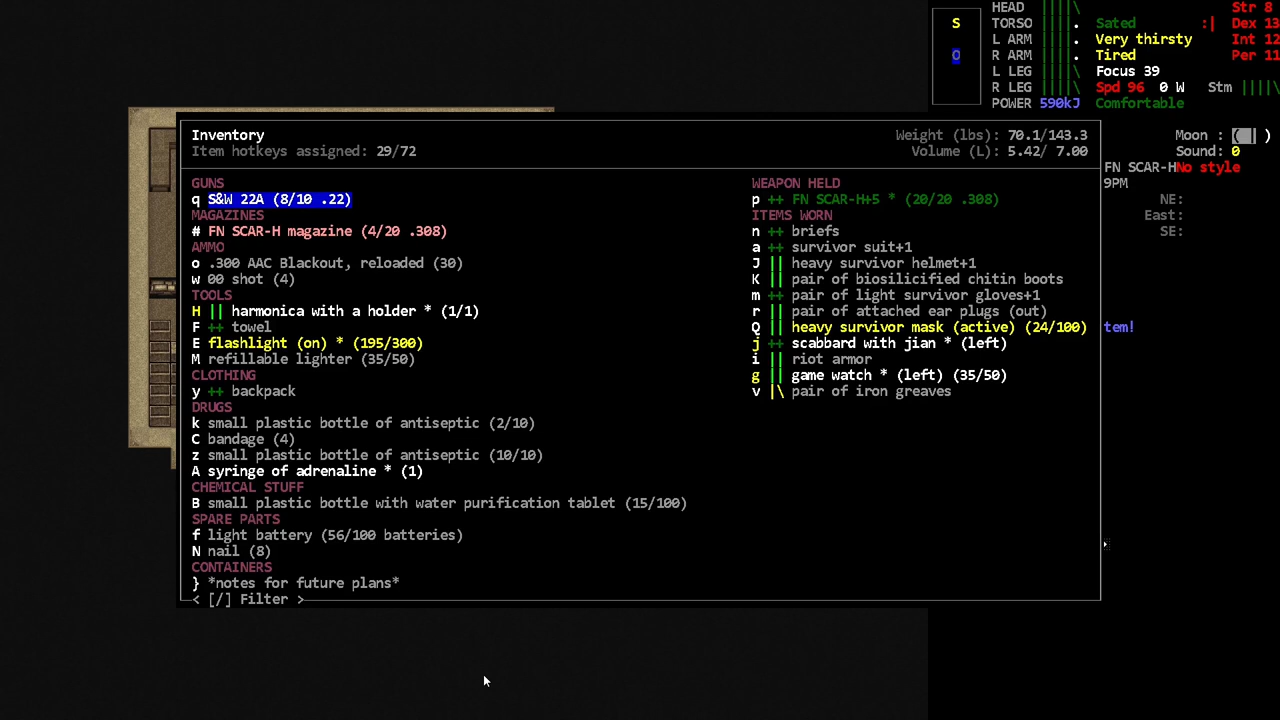 HEAD ||||\ Str 8
S TORSO ||||. Sated :| Dex 13
L ARM ||||. Very thirsty Int 12
O R ARM ||||. Tired Per 11
L LEG ||||\ Focus 39
R LEG ||||\ Spd 96 0 W Stm ||||\
POWER 590kJ Comfortable
Inventory Weight (lbs): 70.1/143.3 Moon : ( | )
Item hotkeys assigned: 29/72 Volume (L): 5.42/ 7.00 Sound: 0
FN SCAR-HNo style
GUNS WEAPON HELD 9PM
q S&W 22A (8/10 .22) p ++ FN SCAR-H+5 * (20/20 .308) NE:
MAGAZINES ITEMS WORN East:
# FN SCAR-H magazine (4/20 .308) n ++ briefs SE:
AMMO a ++ survivor suit+1
o .300 AAC Blackout, reloaded (30) J || heavy survivor helmet+1
w 00 shot (4) K || pair of biosilicified chitin boots
TOOLS m ++ pair of light survivor gloves+1
H || harmonica with a holder * (1/1) r || pair of attached ear plugs (out)
F ++ towel Q || heavy survivor mask (active) (24/100) tem!
E flashlight (on) * (195/300) j ++ scabbard with jian * (left)
M refillable lighter (35/50) i || riot armor
CLOTHING g || game watch * (left) (35/50)
y ++ backpack v |\ pair of iron greaves
DRUGS
k small plastic bottle of antiseptic (2/10)
C bandage (4)
z small plastic bottle of antiseptic (10/10)
A syringe of adrenaline * (1)
CHEMICAL STUFF
B small plastic bottle with water purification tablet (15/100)
SPARE PARTS
f light battery (56/100 batteries)
N nail (8)
CONTAINERS
} *notes for future plans*
< [/] Filter >